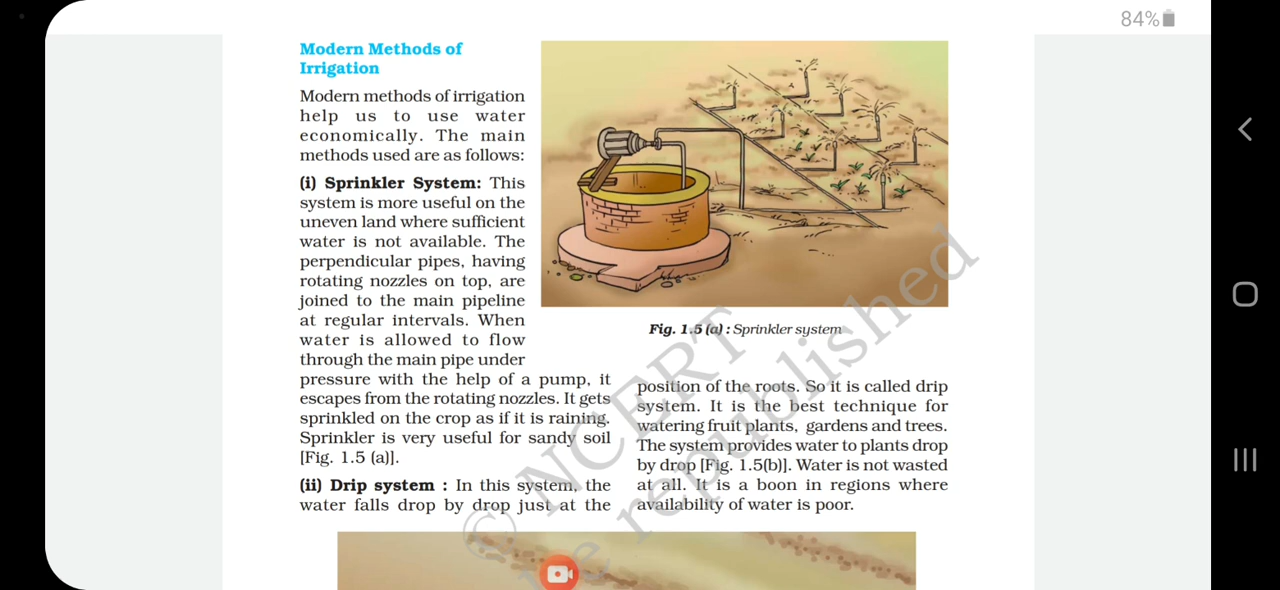 84%
Modern Methods of
Irrigation
Modern methods of irrigation
help us to use water
economically. The main
methods used are as follows:
(i) Sprinkler System: This
system is more useful on the
uneven land where sufficient
water is not available. The
perpendicular pipes, having
rotating nozzles on top, are
joined to the main pipeline
at regular intervals. When
water is allowed to flow
through the main pipe under
pressure with the help of a pump, it
escapes from the rotating nozzles. It gets
sprinkled on the crop as if it is raining.
Sprinkler is very useful for sandy soil
[Fig. 1.5 (a)].
(ii) Drip system : In this system, the
water falls drop by drop just at the
Fig. 1.5 (a) : Sprinkler system
position of the roots. So it is called drip
system. It is the best technique for
watering fruit plants, gardens and trees.
The system provides water to plants drop
by drop [Fig. 1.5(b)]. Water is not wasted
at all. It is a boon in regions where
availability of water is poor.
© NCERT
be republished